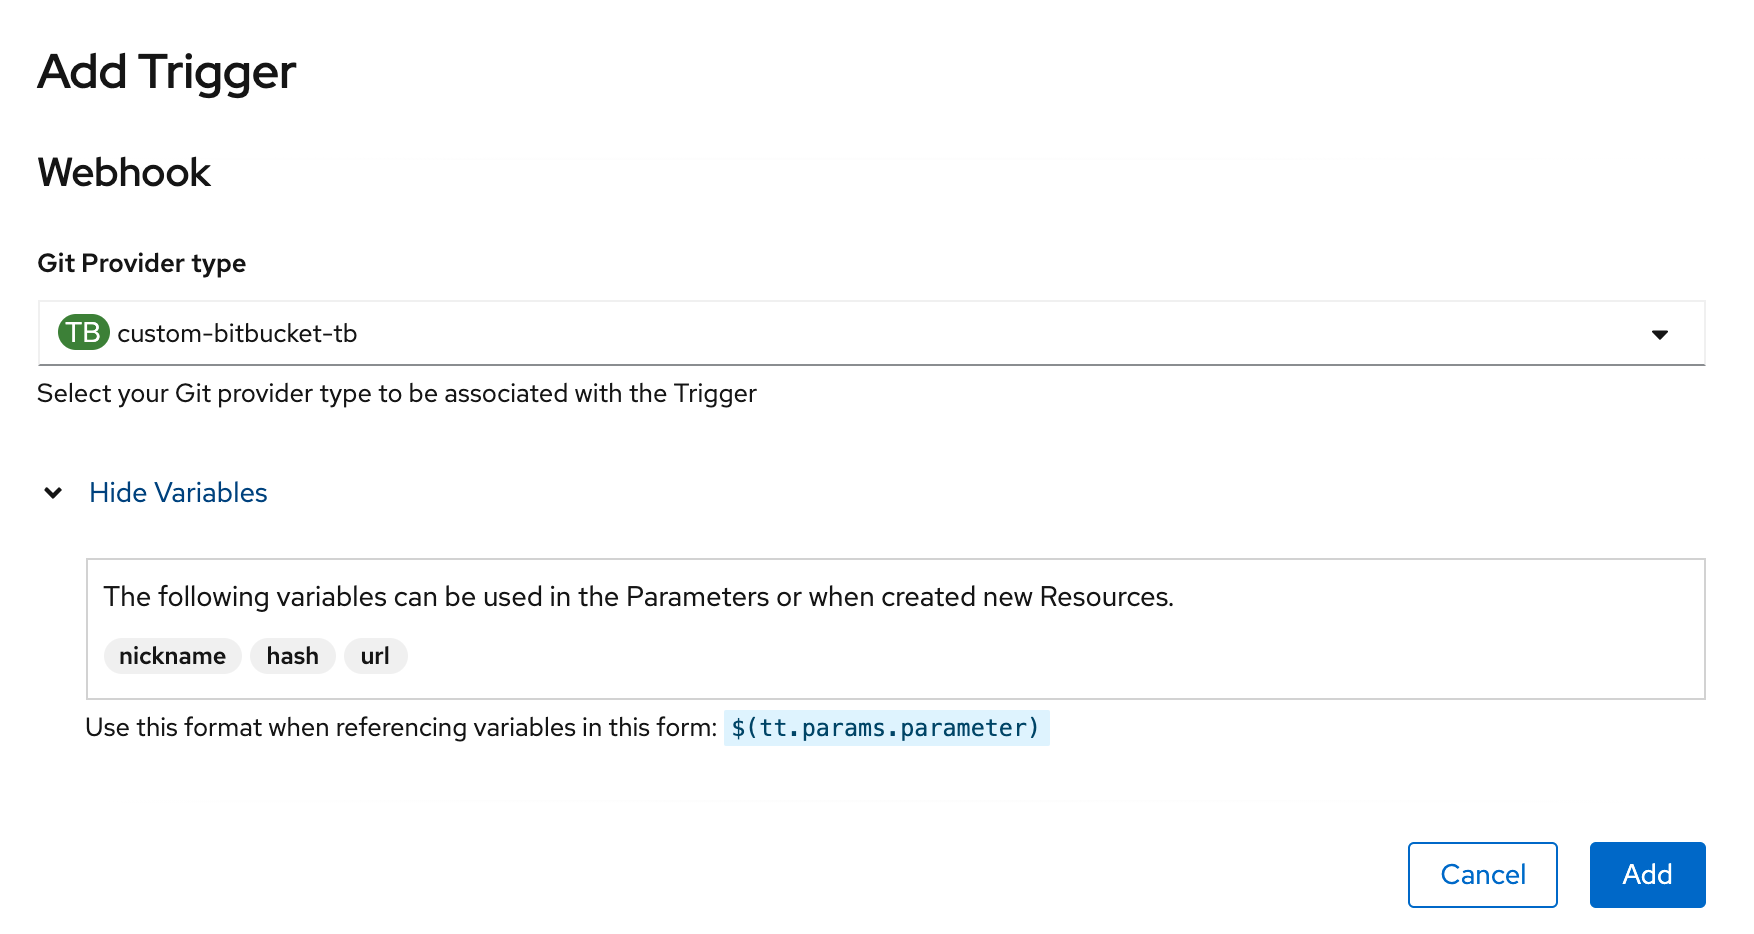 Add Trigger
Webhook
Git Provider type
TB custom-bitbucket-tb
Select your Git provider type to be associated with the Trigger
Hide Variables
The following variables can be used in the Parameters or when created new Resources.
nickname hash url
Use this format when referencing variables in this form: $(tt.params.parameter)
Cancel Add